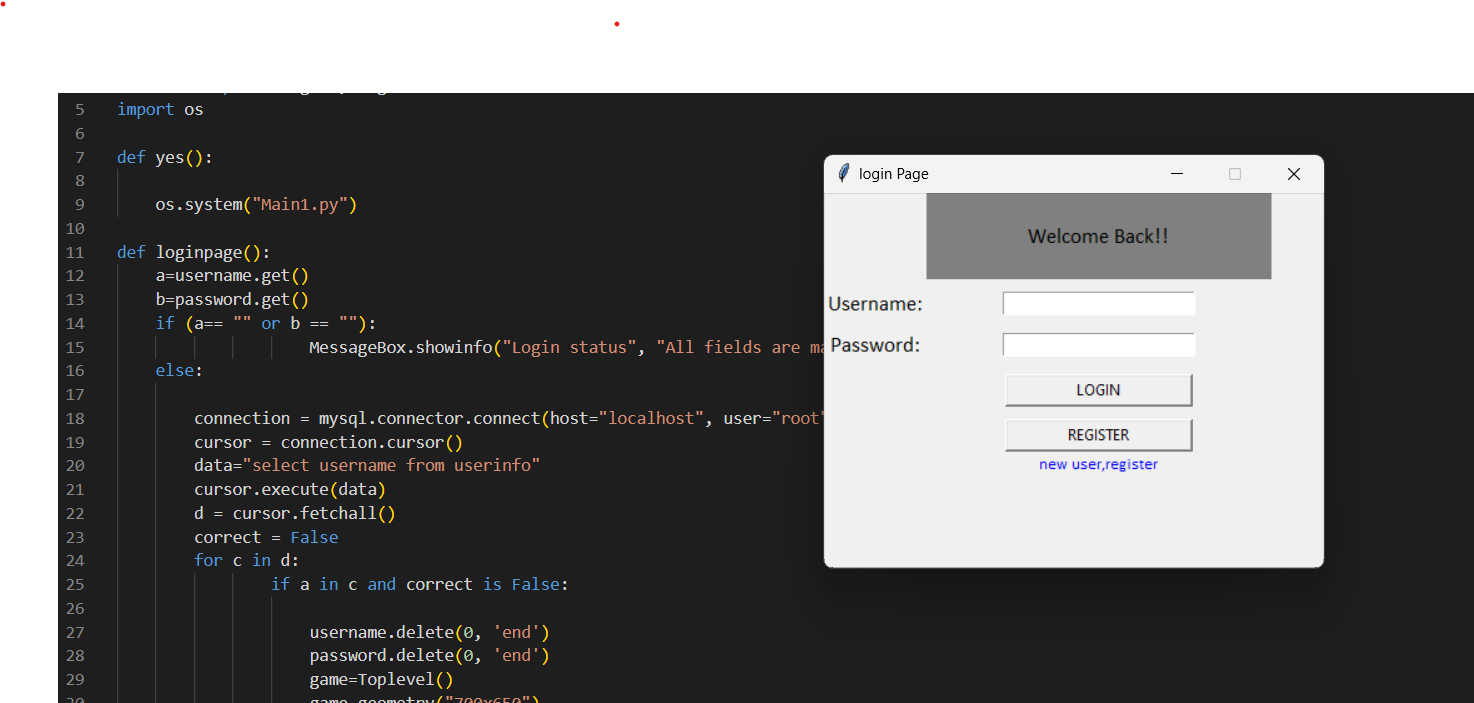 5 import os
6
7 def yes():
8
9 os.system("Main1.py")
10
11 def loginpage():
12 a=username.get()
13 b=password.get()
14 if (a== "" or b == ""):
15 MessageBox.showinfo("Login status", "All fields are
16 else:
17
18 connection = mysql.connector.connect(host="localhost", user="root"
19 cursor = connection.cursor()
20 data="select username from userinfo"
21 cursor.execute(data)
22 d = cursor.fetchall()
23 correct = False
24 for c in d:
25 if a in c and correct is False:
26
27 username.delete(0, 'end')
28 password.delete(0, 'end')
29 game=Toplevel()
30 game.geometry("700x650")
login Page
Welcome Back!!
Username:
Password:
LOGIN
REGISTER
new user,register